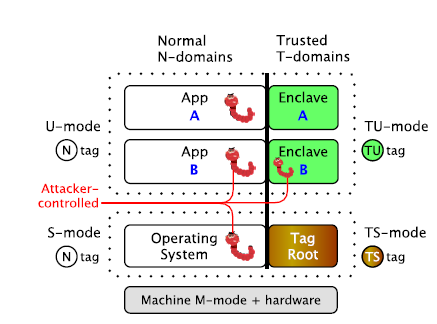 Normal
N-domains
Trusted
T-domains
U-mode
N tag
App
A
Enclave
A
TU-mode
TU tag
App
B
Enclave
B
Attacker-
controlled
S-mode
N tag
Operating
System
Tag
Root
TS-mode
TS tag
Machine M-mode + hardware